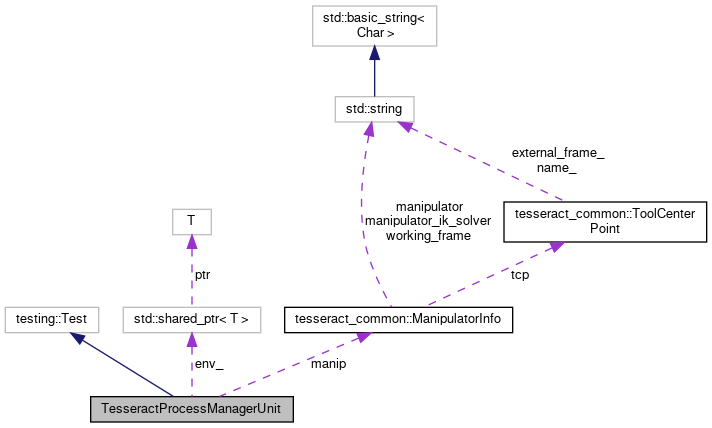 std::basic_string<
Char >
std::string
external_frame_
name_
manipulator
manipulator_ik_solver
working_frame
T
tesseract_common::ToolCenter
Point
ptr
tcp
testing::Test
std::shared_ptr< T >
tesseract_common::ManipulatorInfo
env_
manip
TesseractProcessManagerUnit